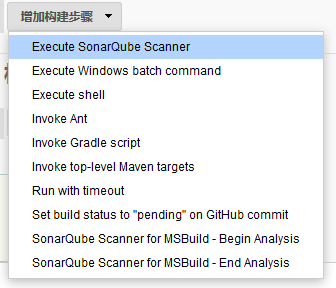 增加构建步骤
Execute SonarQube Scanner
Execute Windows batch command
Execute shell
Invoke Ant
Invoke Gradle script
Invoke top-level Maven targets
Run with timeout
Set build status to "pending" on GitHub commit
SonarQube Scanner for MSBuild - Begin Analysis
SonarQube Scanner for MSBuild - End Analysis